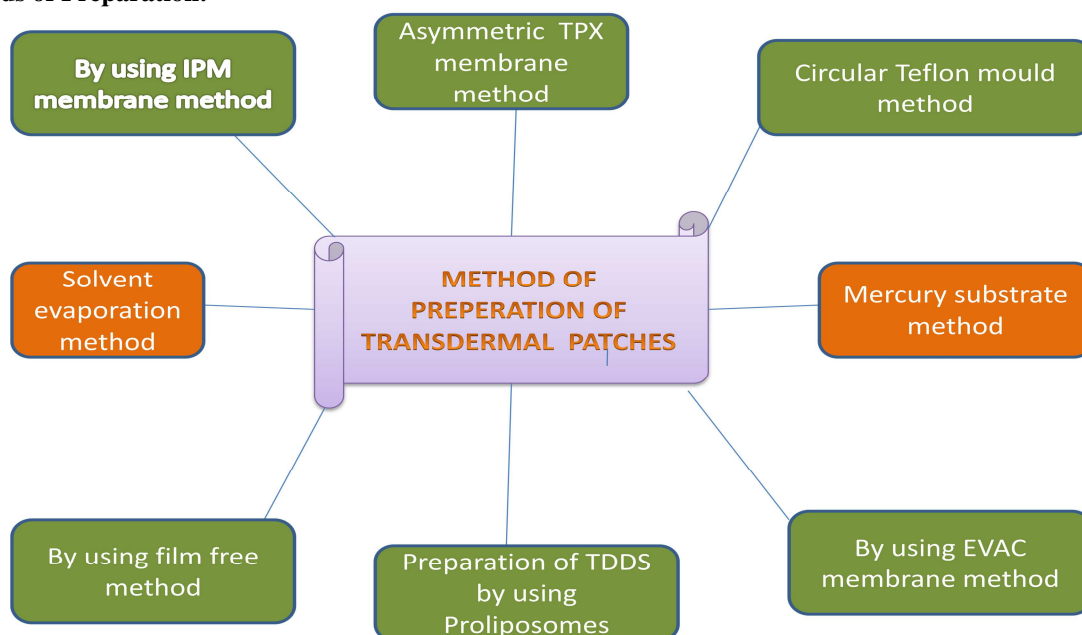 Preparation.
By using IPM
membrane method
Asymmetric TPX
membrane
method
Circular Teflon mould
method
Solvent
evaporation
method
METHOD OF
PREPERATION OF
TRANSDERMAL PATCHES
Mercury substrate
method
By using film free
method
Preparation of TDDS
by using
Proliposomes
By using EVAC
membrane method